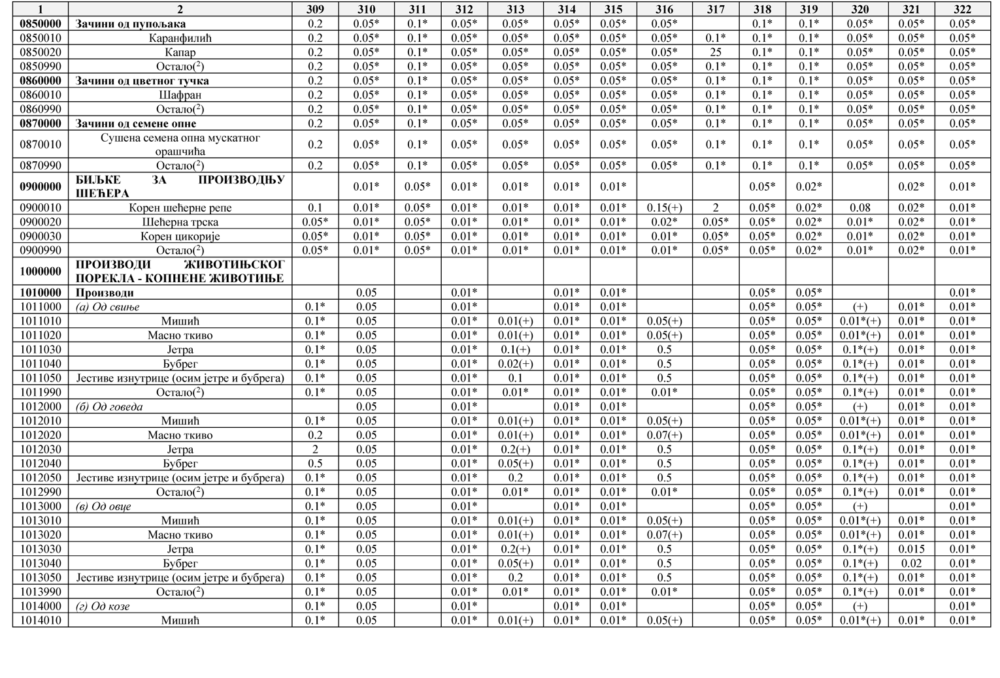 1 2 309 310 311 312 313 314 315 316 317 318 319 320 321 322
0850000 Зачини од пупољака 0.2 0.05* 0.1* 0.05* 0.05* 0.05* 0.05* 0.05* 0.1* 0.1* 0.05* 0.05* 0.05*
0850010 Каранфилић 0.2 0.05* 0.1* 0.05* 0.05* 0.05* 0.05* 0.05* 0.1* 0.1* 0.1* 0.05* 0.05* 0.05*
0850020 Капар 0.2 0.05* 0.1* 0.05* 0.05* 0.05* 0.05* 0.05* 25 0.1* 0.1* 0.05* 0.05* 0.05*
0850990 Остало(2) 0.2 0.05* 0.1* 0.05* 0.05* 0.05* 0.05* 0.05* 0.1* 0.1* 0.1* 0.05* 0.05* 0.05*
0860000 Зачини од цветног тучка 0.2 0.05* 0.1* 0.05* 0.05* 0.05* 0.05* 0.05* 0.1* 0.1* 0.1* 0.05* 0.05* 0.05*
0860010 Шафран 0.2 0.05* 0.1* 0.05* 0.05* 0.05* 0.05* 0.05* 0.1* 0.1* 0.1* 0.05* 0.05* 0.05*
0860990 Остало(2) 0.2 0.05* 0.1* 0.05* 0.05* 0.05* 0.05* 0.05* 0.1* 0.1* 0.1* 0.05* 0.05* 0.05*
0870000 Зачини од семене опне 0.2 0.05* 0.1* 0.05* 0.05* 0.05* 0.05* 0.05* 0.1* 0.1* 0.1* 0.05* 0.05* 0.05*
Сушена семена опна мускатног
0870010 орашчића 0.2 0.05* 0.1* 0.05* 0.05* 0.05* 0.05* 0.05* 0.1* 0.1* 0.1* 0.05* 0.05* 0.05*
0870990 Остало(2) 0.2 0.05* 0.1* 0.05* 0.05* 0.05* 0.05* 0.05* 0.1* 0.1* 0.1* 0.05* 0.05* 0.05*
БИЉКЕ ЗА ПРОИЗВОДЊУ
0900000 ШЕЋЕРА 0.01* 0.05* 0.01* 0.01* 0.01* 0.01* 0.05* 0.02* 0.02* 0.01*
0900010 Корен шећерне репе 0.1 0.01* 0.05* 0.01* 0.01* 0.01* 0.01* 0.15(+) 2 0.05* 0.02* 0.08 0.02* 0.01*
0900020 Шећерна трска 0.05* 0.01* 0.05* 0.01* 0.01* 0.01* 0.01* 0.02* 0.05* 0.05* 0.02* 0.01* 0.02* 0.01*
0900030 Корен цикорије 0.05* 0.01* 0.05* 0.01* 0.01* 0.01* 0.01* 0.01* 0.05* 0.05* 0.02* 0.01* 0.02* 0.01*
0900990 Остало(2) 0.05* 0.01* 0.05* 0.01* 0.01* 0.01* 0.01* 0.01* 0.05* 0.05* 0.02* 0.01* 0.02* 0.01*
ПРОИЗВОДИ ЖИВОТИЊСКОГ
1000000 ПОРЕКЛА - КОПНЕНЕ ЖИВОТИЊЕ
1010000 Производи 0.05 0.01* 0.01* 0.01* 0.05* 0.05* 0.01*
1011000 (а) Од свиње 0.1* 0.05 0.01* 0.01* 0.01* 0.05* 0.05* (+) 0.01* 0.01*
1011010 Мишић 0.1* 0.05 0.01* 0.01(+) 0.01* 0.01* 0.05(+) 0.05* 0.05* 0.01*(+) 0.01* 0.01*
1011020 Масно ткиво 0.1* 0.05 0.01* 0.01(+) 0.01* 0.01* 0.05(+) 0.05* 0.05* 0.01*(+) 0.01* 0.01*
1011030 Јетра 0.1* 0.05 0.01* 0.1(+) 0.01* 0.01* 0.5 0.05* 0.05* 0.1*(+) 0.01* 0.01*
1011040 Бубрег 0.1* 0.05 0.01* 0.02(+) 0.01* 0.01* 0.5 0.05* 0.05* 0.1*(+) 0.01* 0.01*
1011050 Јестиве изнутрице (осим јетре и бубрега) 0.1* 0.05 0.01* 0.1 0.01* 0.01* 0.5 0.05* 0.05* 0.1*(+) 0.01* 0.01*
1011990 Остало(2) 0.1* 0.05 0.01* 0.01* 0.01* 0.01* 0.01* 0.05* 0.05* 0.1*(+) 0.01* 0.01*
1012000 (б) Од говеда 0.05 0.01* 0.01* 0.01* 0.05* 0.05* (+) 0.01* 0.01*
1012010 Мишић 0.1* 0.05 0.01* 0.01(+) 0.01* 0.01* 0.05(+) 0.05* 0.05* 0.01*(+) 0.01* 0.01*
1012020 Масно ткиво 0.2 0.05 0.01* 0.01(+) 0.01* 0.01* 0.07(+) 0.05* 0.05* 0.01*(+) 0.01* 0.01*
1012030 Јетра 2 0.05 0.01* 0.2(+) 0.01* 0.01* 0.5 0.05* 0.05* 0.1*(+) 0.01* 0.01*
1012040 Бубрег 0.5 0.05 0.01* 0.05(+) 0.01* 0.01* 0.5 0.05* 0.05* 0.1*(+) 0.01* 0.01*
1012050 Јестиве изнутрице (осим јетре и бубрега) 0.1* 0.05 0.01* 0.2 0.01* 0.01* 0.5 0.05* 0.05* 0.1*(+) 0.01* 0.01*
1012990 Остало(2) 0.1* 0.05 0.01* 0.01* 0.01* 0.01* 0.01* 0.05* 0.05* 0.1*(+) 0.01* 0.01*
1013000 (в) Од овце 0.1* 0.05 0.01* 0.01* 0.01* 0.05* 0.05* (+) 0.01*
1013010 Мишић 0.1* 0.05 0.01* 0.01(+) 0.01* 0.01* 0.05(+) 0.05* 0.05* 0.01*(+) 0.01* 0.01*
1013020 Масно ткиво 0.1* 0.05 0.01* 0.01(+) 0.01* 0.01* 0.07(+) 0.05* 0.05* 0.01*(+) 0.01* 0.01*
1013030 Јетра 0.1* 0.05 0.01* 0.2(+) 0.01* 0.01* 0.5 0.05* 0.05* 0.1*(+) 0.015 0.01*
1013040 Бубрег 0.1* 0.05 0.01* 0.05(+) 0.01* 0.01* 0.5 0.05* 0.05* 0.1*(+) 0.02 0.01*
1013050 Јестиве изнутрице (осим јетре и бубрега) 0.1* 0.05 0.01* 0.2 0.01* 0.01* 0.5 0.05* 0.05* 0.1*(+) 0.01* 0.01*
1013990 Остало(2) 0.1* 0.05 0.01* 0.01* 0.01* 0.01* 0.01* 0.05* 0.05* 0.1*(+) 0.01* 0.01*
1014000 (г) Од козе 0.1* 0.05 0.01* 0.01* 0.01* 0.05* 0.05* (+) 0.01*
1014010 Мишић 0.1* 0.05 0.01* 0.01(+) 0.01* 0.01* 0.05(+) 0.05* 0.05* 0.01*(+) 0.01* 0.01*